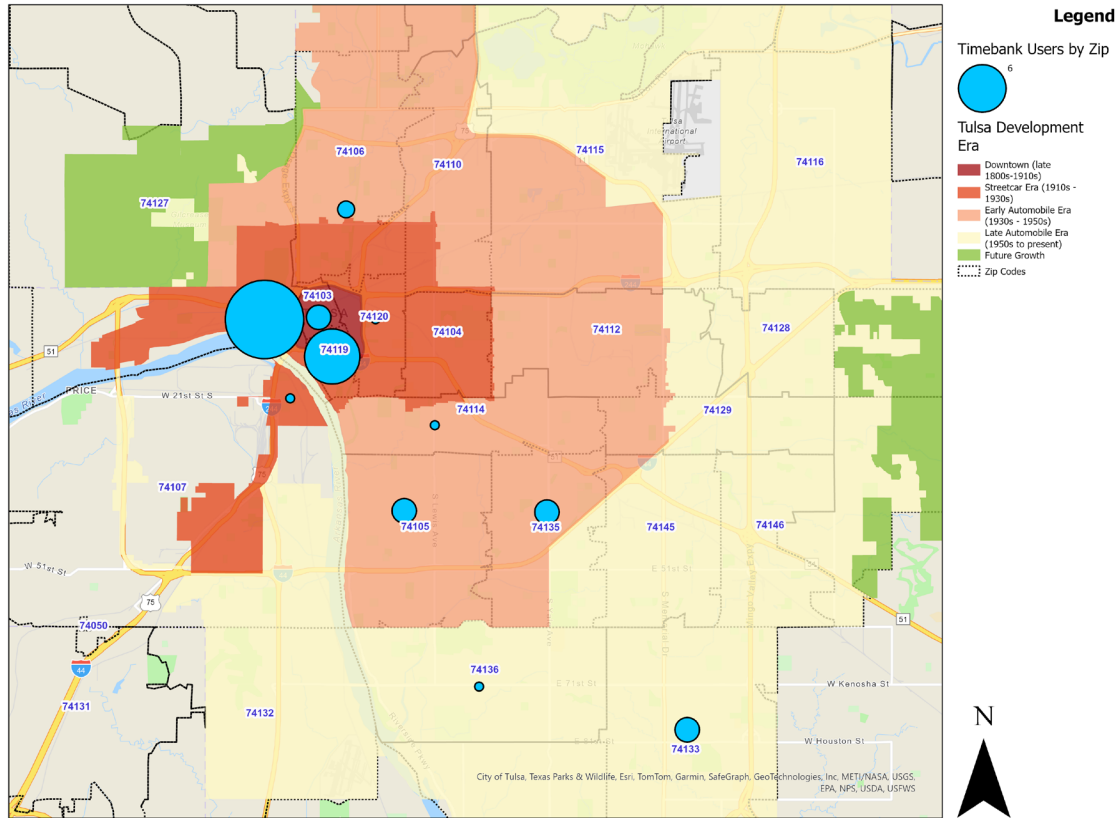 Legend
Timebank Users by Zip
6
Tulsa Development
Era
Downtown (late
1800s-1910s)
Streetcar Era (1910s -
1930s)
Early Automobile Era
(1930s - 1950s)
Late Automobile Era
(1950s to present)
Future Growth
Zip Codes
N
74106
74110
74115
74116
74127
74103
74120
74104
74119
74112
74128
51
PRICE
W 21st St S
74114
74129
74107
74105
74135
74145
74146
W 51st St
E 51st St
S Memorial Dr
75
74050
44
51
74131
74132
74136
E 71st St
W Kenosha St
W Houston St
74133
City of Tulsa, Texas Parks & Wildlife, Esri, TomTom, Garmin, SafeGraph, GeoTechnologies, Inc, METI/NASA, USGS,
EPA, NPS, USDA, USFWS